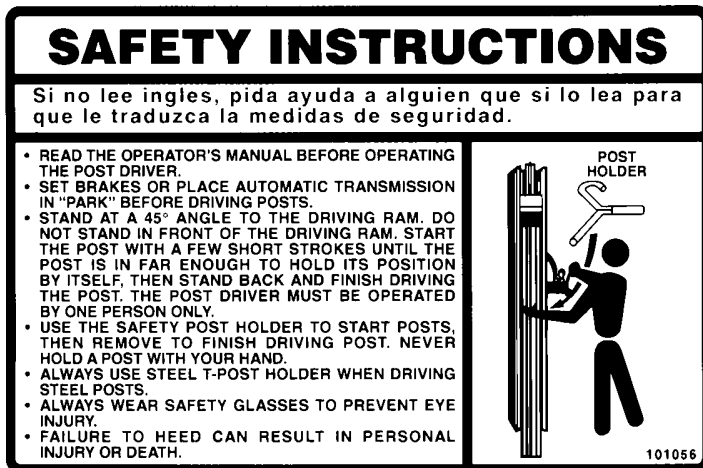 SAFETY INSTRUCTIONS
Si no lee ingles, pida ayuda a alguien que si lo lea para
que le traduzca la medidas de seguridad.
• READ THE OPERATOR'S MANUAL BEFORE OPERATING
THE POST DRIVER.
• SET BRAKES OR PLACE AUTOMATIC TRANSMISSION
IN "PARK" BEFORE DRIVING POSTS.
• STAND AT A 45° ANGLE TO THE DRIVING RAM. DO
NOT STAND IN FRONT OF THE DRIVING RAM. START
THE POST WITH A FEW SHORT STROKES UNTIL THE
POST IS IN FAR ENOUGH TO HOLD ITS POSITION
BY ITSELF, THEN STAND BACK AND FINISH DRIVING
THE POST. THE POST DRIVER MUST BE OPERATED
BY ONE PERSON ONLY.
• USE THE SAFETY POST HOLDER TO START POSTS,
THEN REMOVE TO FINISH DRIVING POST. NEVER
HOLD A POST WITH YOUR HAND.
• ALWAYS USE STEEL T-POST HOLDER WHEN DRIVING
STEEL POSTS.
• ALWAYS WEAR SAFETY GLASSES TO PREVENT EYE
INJURY.
• FAILURE TO HEED CAN RESULT IN PERSONAL
INJURY OR DEATH.
POST
HOLDER
101056